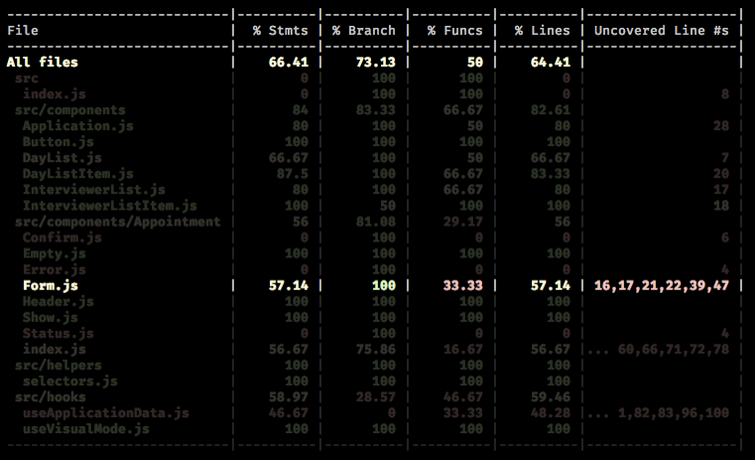 -----------------------------|----------|----------|----------|----------|-------------------|
File | % Stmts | % Branch | % Funcs | % Lines | Uncovered Line #s |
-----------------------------|----------|----------|----------|----------|-------------------|
All files | 66.41 | 73.13 | 50 | 64.41 | |
src | 0 | 100 | 100 | 0 | |
index.js | 0 | 100 | 100 | 0 | 8 |
src/components | 84 | 83.33 | 66.67 | 82.61 | |
Application.js | 80 | 100 | 50 | 80 | 28 |
Button.js | 100 | 100 | 100 | 100 | |
DayList.js | 66.67 | 100 | 50 | 66.67 | 7 |
DayListItem.js | 87.5 | 100 | 66.67 | 83.33 | 20 |
InterviewerList.js | 80 | 100 | 66.67 | 80 | 17 |
InterviewerListItem.js | 100 | 50 | 100 | 100 | 18 |
src/components/Appointment | 56 | 81.08 | 29.17 | 56 | |
Confirm.js | 0 | 100 | 0 | 0 | 6 |
Empty.js | 100 | 100 | 100 | 100 | |
Error.js | 0 | 100 | 0 | 0 | 4 |
Form.js | 57.14 | 100 | 33.33 | 57.14 | 16,17,21,22,39,47 |
Header.js | 100 | 100 | 100 | 100 | |
Show.js | 100 | 100 | 100 | 100 | |
Status.js | 0 | 100 | 0 | 0 | 4 |
index.js | 56.67 | 75.86 | 16.67 | 56.67 |... 60,66,71,72,78 |
src/helpers | 100 | 100 | 100 | 100 | |
selectors.js | 100 | 100 | 100 | 100 | |
src/hooks | 58.97 | 28.57 | 46.67 | 59.46 | |
useApplicationData.js | 46.67 | 0 | 33.33 | 48.28 |... 1,82,83,96,100 |
useVisualMode.js | 100 | 100 | 100 | 100 | |
-----------------------------|----------|----------|----------|----------|-------------------|